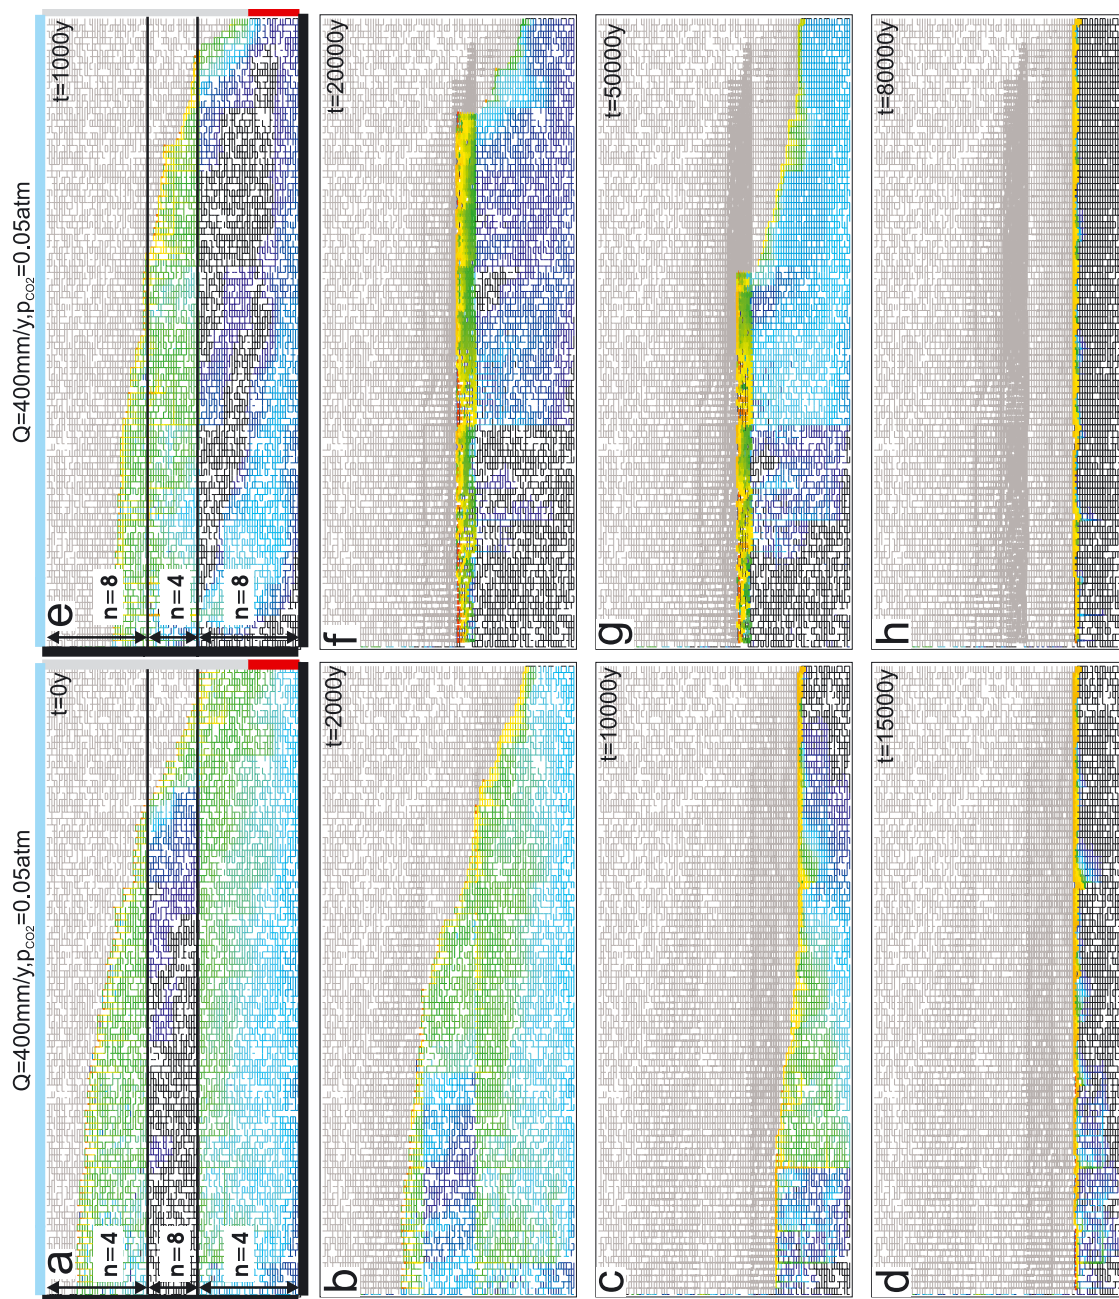 Q=400mm/y,pCO2=0.05atm
a
t=0y
n=4
n=8
n=4
b
t=2000y
c
t=10000y
d
t=15000y
Q=400mm/y,pCO2=0.05atm
e
t=1000y
n=8
n=4
n=8
f
t=20000y
g
t=50000y
h
t=80000y